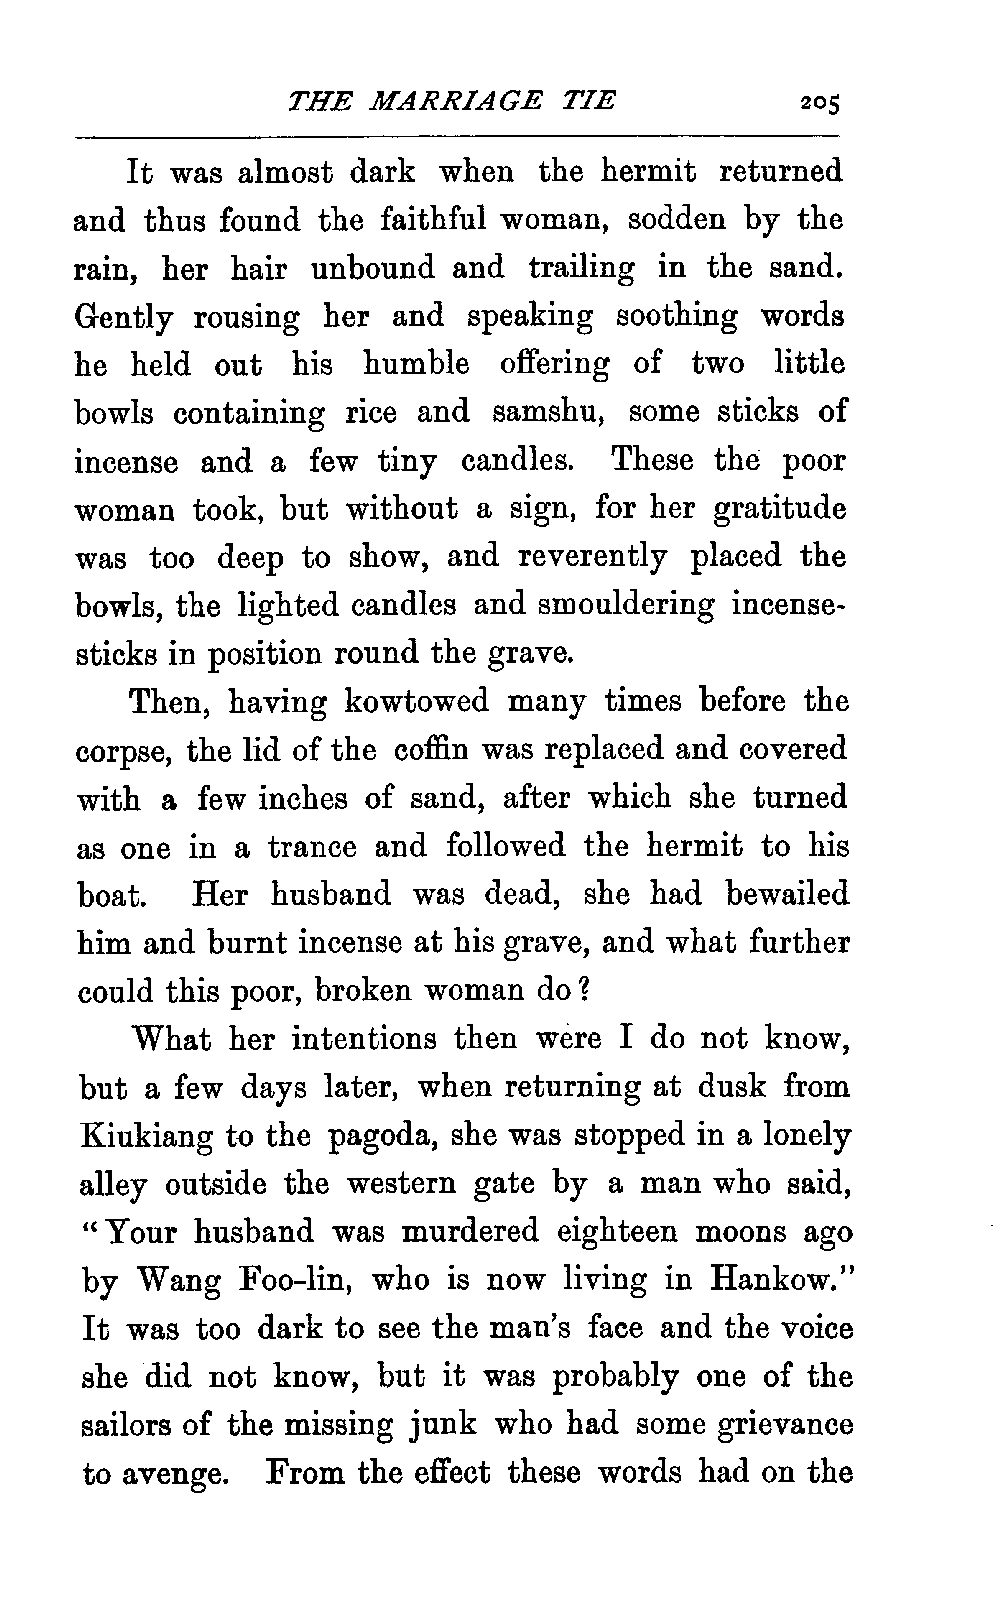 THE MARRIAGE TIE 205
It was almost dark when the hermit returned
and thus found the faithful woman, sodden by the
rain, her hair unbound and trailing in the sand.
Gently rousing her and speaking soothing words
he held out his humble offering of two little
bowls containing rice and samshu, some sticks of
incense and a few tiny candles. These the poor
woman took, but without a sign, for her gratitude
was too deep to show, and reverently placed the
bowls, the lighted candles and smouldering incense-
sticks in position round the grave.
Then, having kowtowed many times before the
corpse, the lid of the coffin was replaced and covered
with a few inches of sand, after which she turned
as one in a trance and followed the hermit to his
boat. Her husband was dead, she had bewailed
him and burnt incense at his grave, and what further
could this poor, broken woman do?
What her intentions then were I do not know,
but a few days later, when returning at dusk from
Kiukiang to the pagoda, she was stopped in a lonely
alley outside the western gate by a man who said,
“Your husband was murdered eighteen moons ago
by Wang Foo-lin, who is now living in Hankow.”
It was too dark to see the man's face and the voice
she did not know, but it was probably one of the
sailors of the missing junk who had some grievance
to avenge. From the effect these words had on the